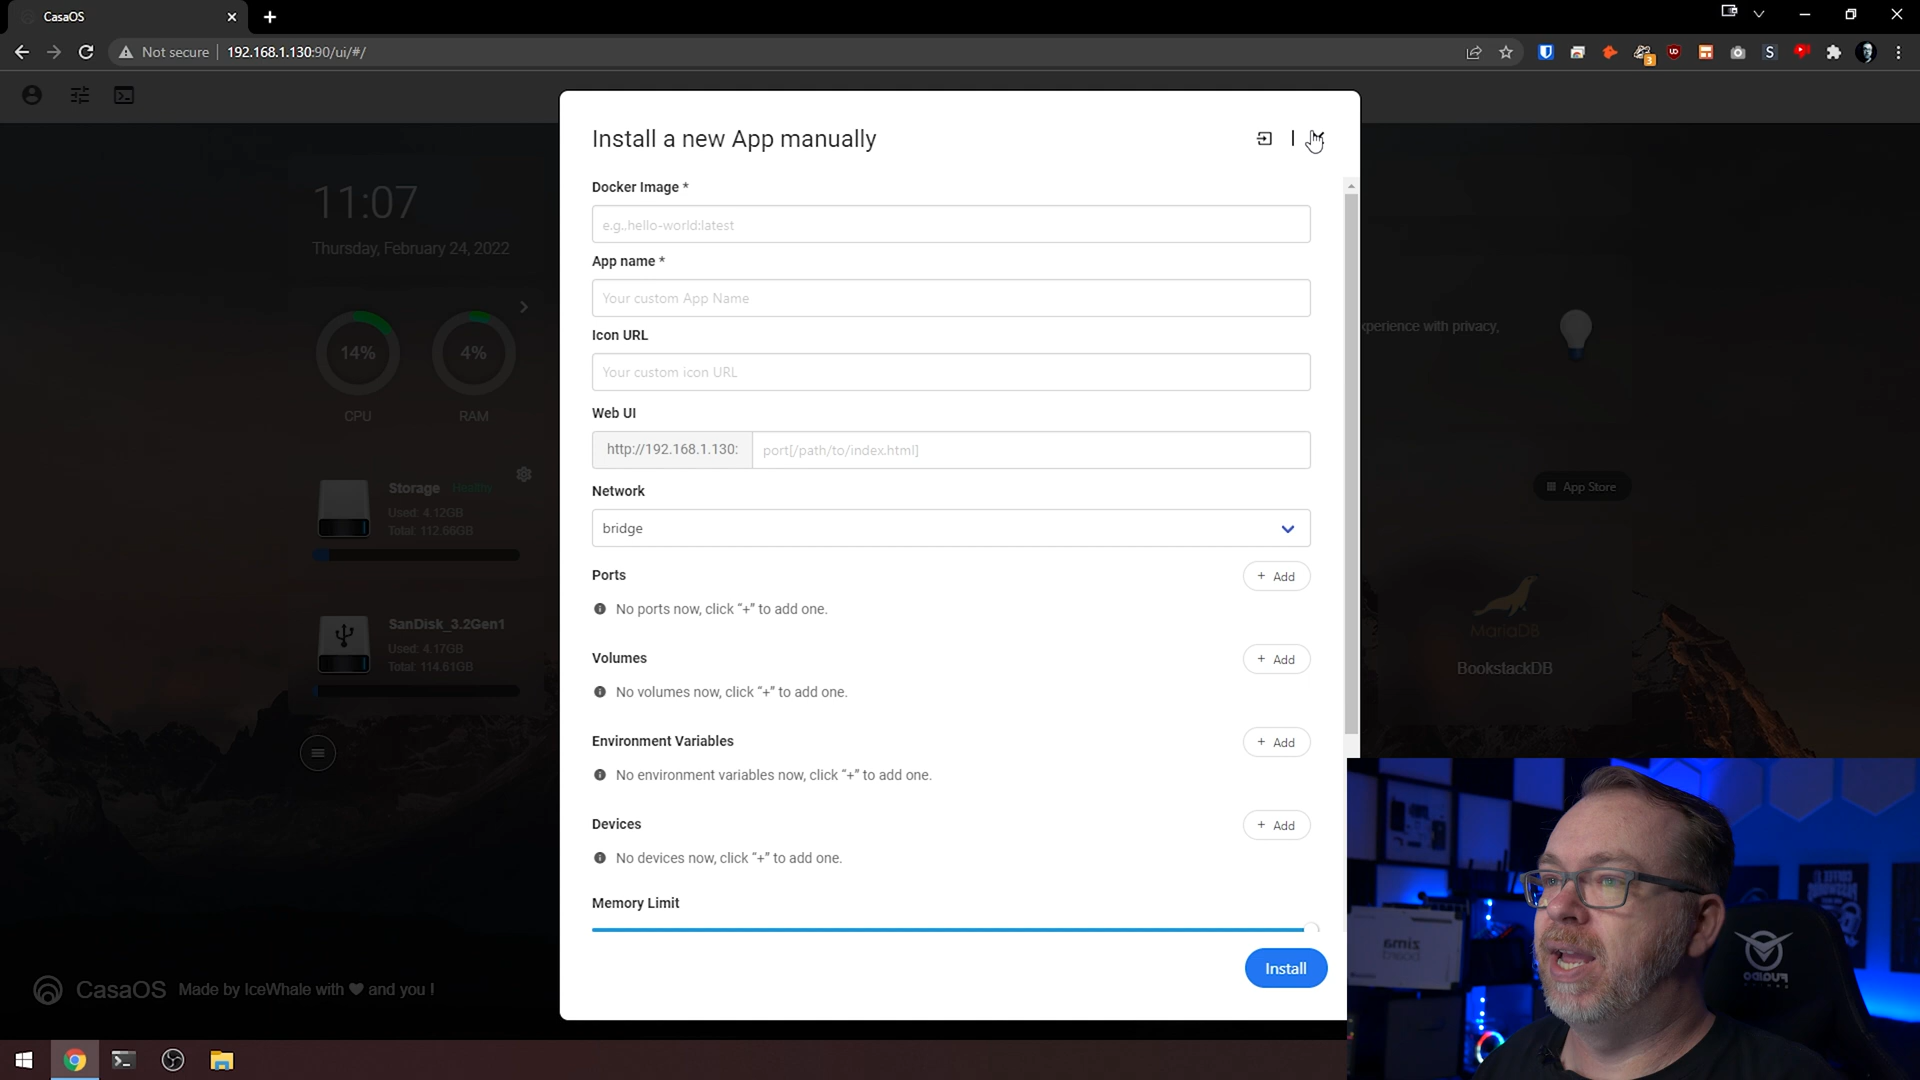 CasaOS
Not secure
192.168.1.130:90/ui/#/
3
Install a new App manually
Docker Image *
e.g.,hello-world:latest
App name *
Your custom App Name
Icon URL
Your custom icon URL
Web UI
http://192.168.1.130:
port[/path/to/index.html]
Network
bridge
Ports
+ Add
No ports now, click “+” to add one.
Volumes
+ Add
No volumes now, click “+” to add one.
Environment Variables
+ Add
No environment variables now, click “+” to add one.
Devices
+ Add
No devices now, click “+” to add one.
Memory Limit
Install
11:07
Thursday, February 24, 2022
14%
4%
CPU
RAM
Storage
Healthy
Used: 4.12GB
Total: 112.66GB
SanDisk_3.2Gen1
Used: 4.17GB
Total: 114.61GB
xperience with privacy,
App Store
MariaDB
BookstackDB
CasaOS
Made by IceWhale with ♥ and you !
zima
board